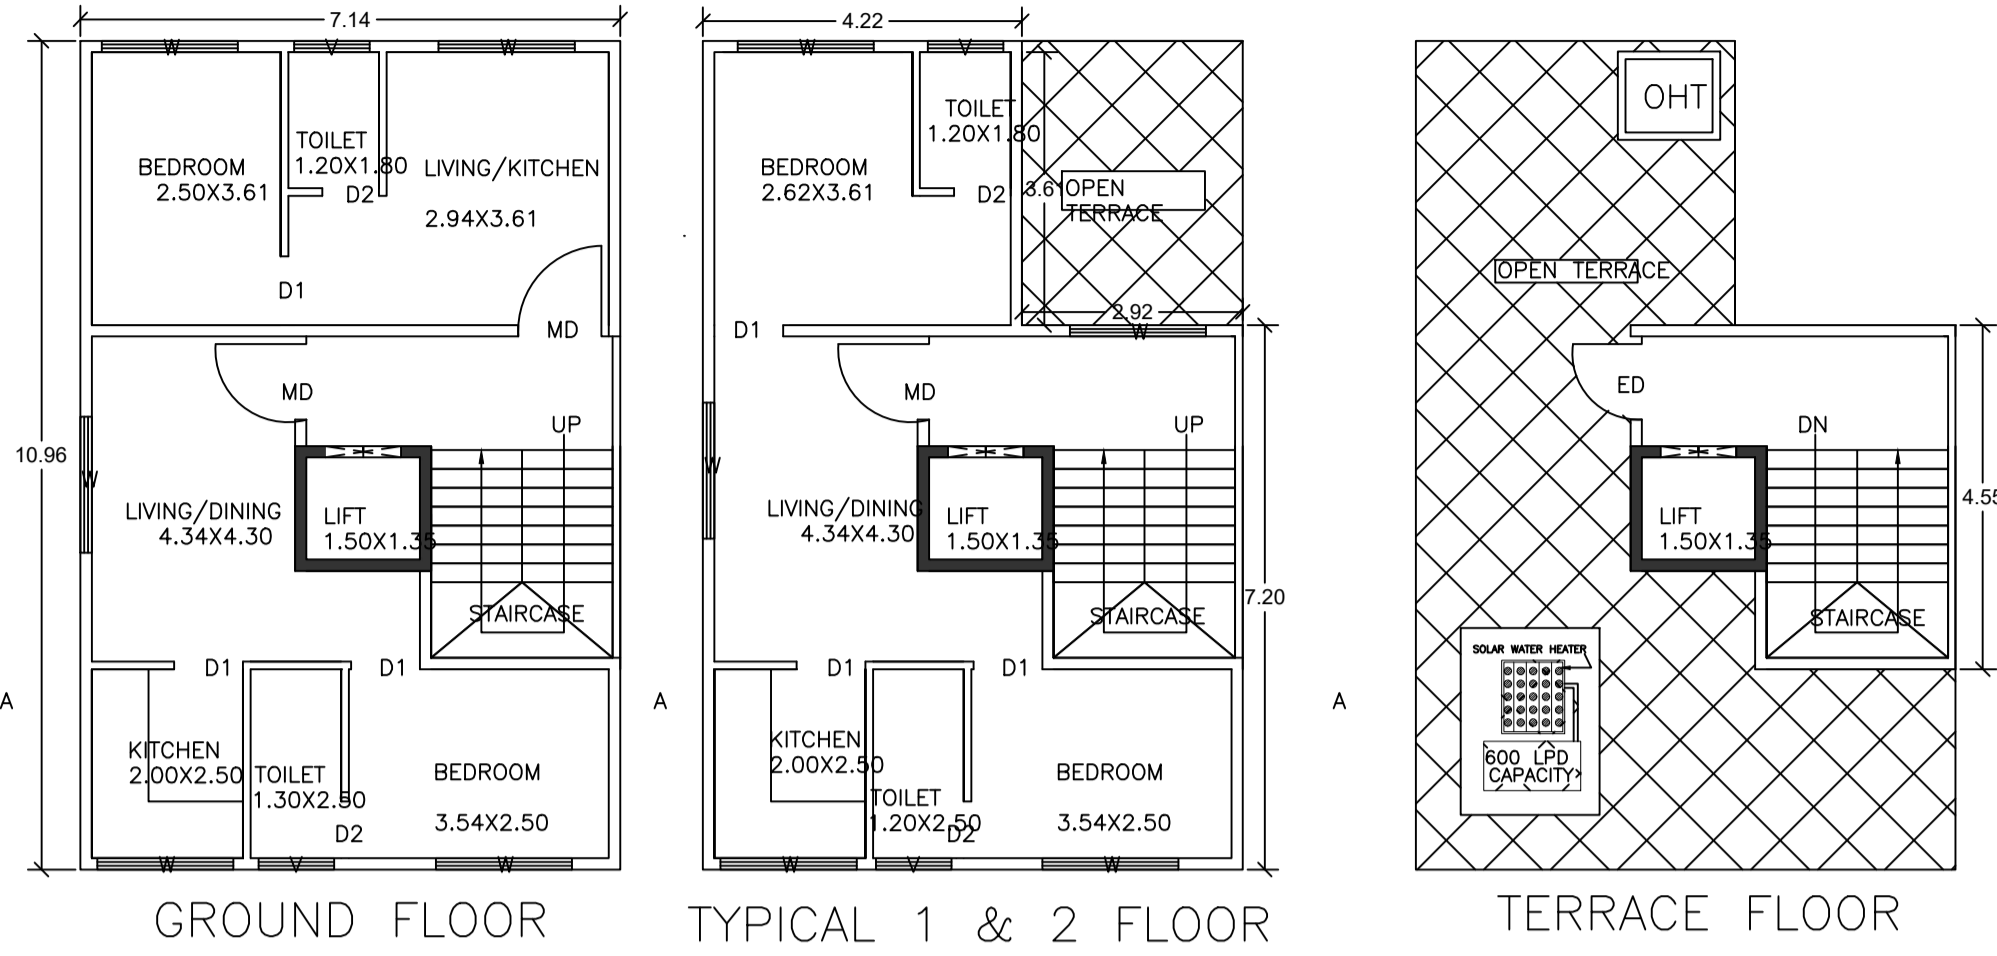 7.14
W
V
W
BEDROOM
2.50X3.61
TOILET
1.20X1.80
D2
LIVING/KITCHEN
2.94X3.61
D1
MD
MD
UP
10.96
W
LIVING/DINING
4.34X4.30
LIFT
1.50X1.35
STAIRCASE
D1
D1
A
KITCHEN
2.00X2.50
TOILET
1.30X2.50
D2
BEDROOM
3.54X2.50
W
V
W
GROUND FLOOR
4.22
W
V
BEDROOM
2.62X3.61
TOILET
1.20X1.80
D2
3.61
OPEN
TERRACE
2.92
W
D1
MD
UP
W
LIVING/DINING
4.34X4.30
LIFT
1.50X1.35
STAIRCASE
7.20
D1
D1
A
KITCHEN
2.00X2.50
TOILET
1.20X2.50
D2
BEDROOM
3.54X2.50
W
V
W
TYPICAL 1 & 2 FLOOR
OHT
OPEN TERRACE
ED
DN
4.55
LIFT
1.50X1.35
STAIRCASE
SOLAR WATER HEATER
A
600 LPD
CAPACITY
TERRACE FLOOR